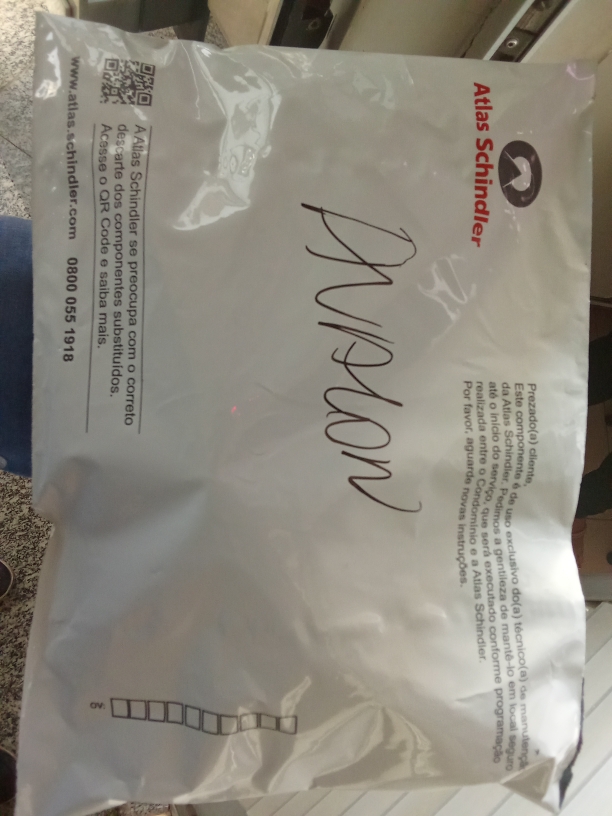 Atlas Schindler
Prezado(a) cliente,
Este componente é de uso exclusivo do(a) técnico(a) de manutenção
da Atlas Schindler. Pedimos a gentileza de mantê-lo em local seguro
até o início do serviço, que será executado conforme programação
realizada entre o Condomínio e a Atlas Schindler.
Por favor, aguarde novas instruções.
A Atlas Schindler se preocupa com o correto
descarte dos componentes substituídos.
Acesse o QR Code e saiba mais.
www.atlas.schindler.com 0800 055 1918
OV: